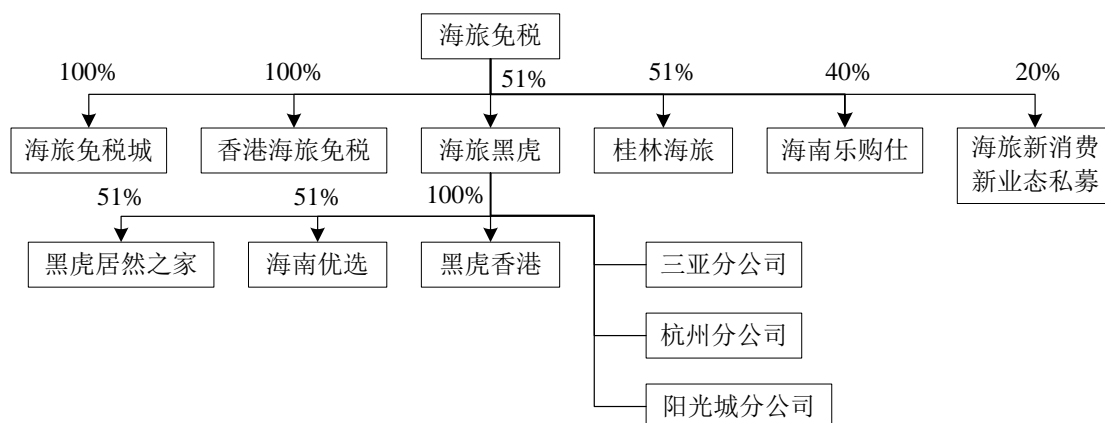 海旅免税
100%
100%
51%
51%
40%
20%
海旅免税城
香港海旅免税
海旅黑虎
桂林海旅
海南乐购仕
海旅新消费
新业态私募
51%
51%
100%
黑虎居然之家
海南优选
黑虎香港
三亚分公司
杭州分公司
阳光城分公司